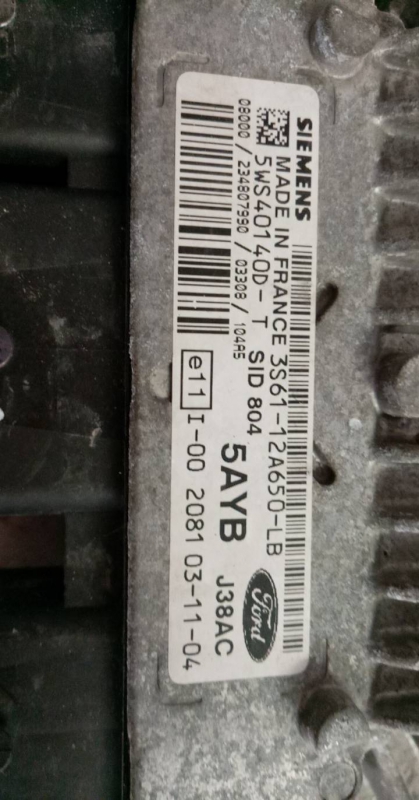 SIEMENS
MADE IN FRANCE 3S61-12A650-LB
5WS40140D-T SID 804 5AYB J38AC
Ford
08000 / 234807990 / 03308 / 104A5
e11 I-00 2081 03-11-04